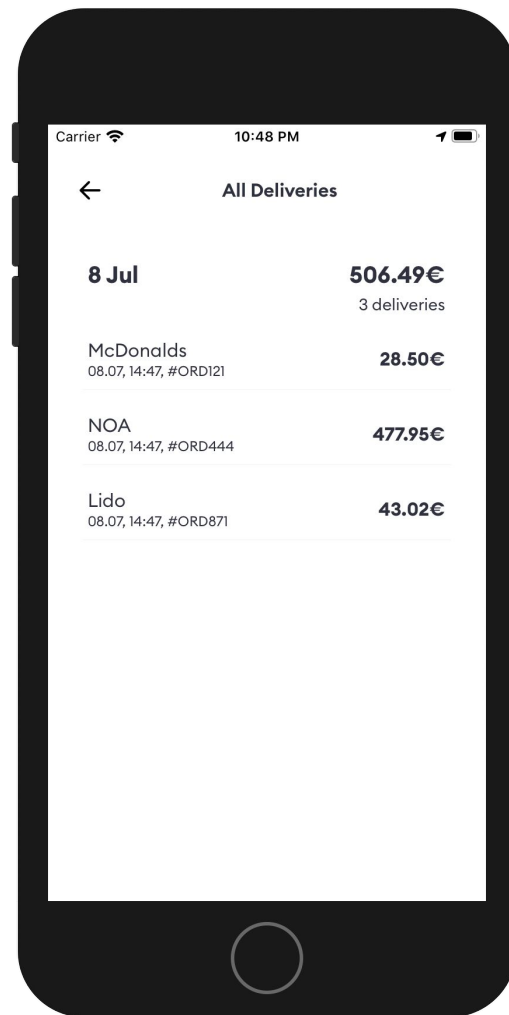 Carrier 10:48 PM
All Deliveries
8 Jul 506.49€
3 deliveries
McDonalds 28.50€
08.07, 14:47, #ORD121
NOA 477.95€
08.07, 14:47, #ORD444
Lido 43.02€
08.07, 14:47, #ORD871